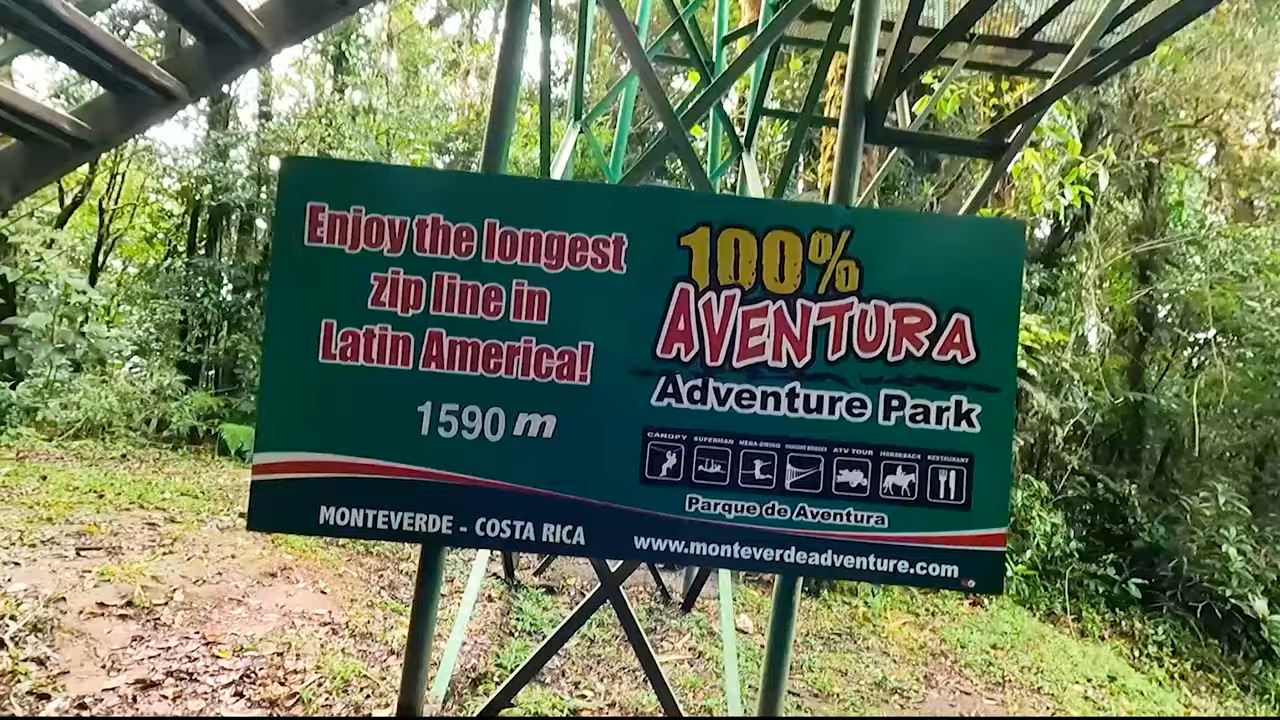 Enjoy the longest
zip line in
Latin America!
1590 m
MONTEVERDE - COSTA RICA
100%
AVENTURA
Adventure Park
CANOPY SUPERMAN MEGA-SWING HANGING BRIDGES ATV TOUR HORSEBACK RESTAURANT
Parque de Aventura
www.monteverdeadventure.com